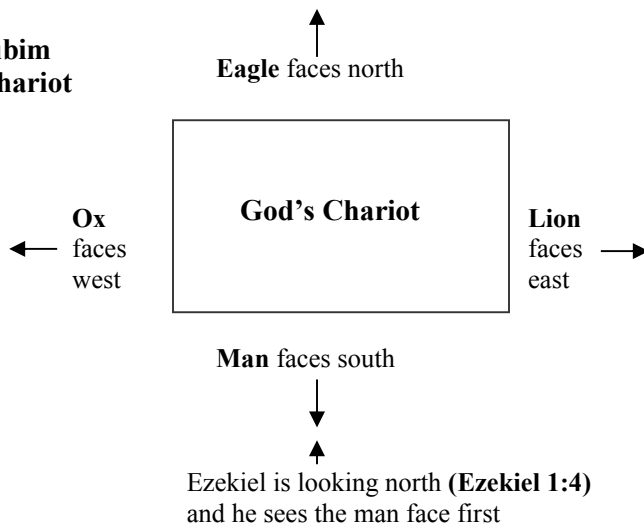 Eagle faces north
hariot
God's Chariot
Ox
faces
west
Lion
faces
east
Man faces south
Ezekiel is looking north (Ezekiel 1:4)
and he sees the man face first